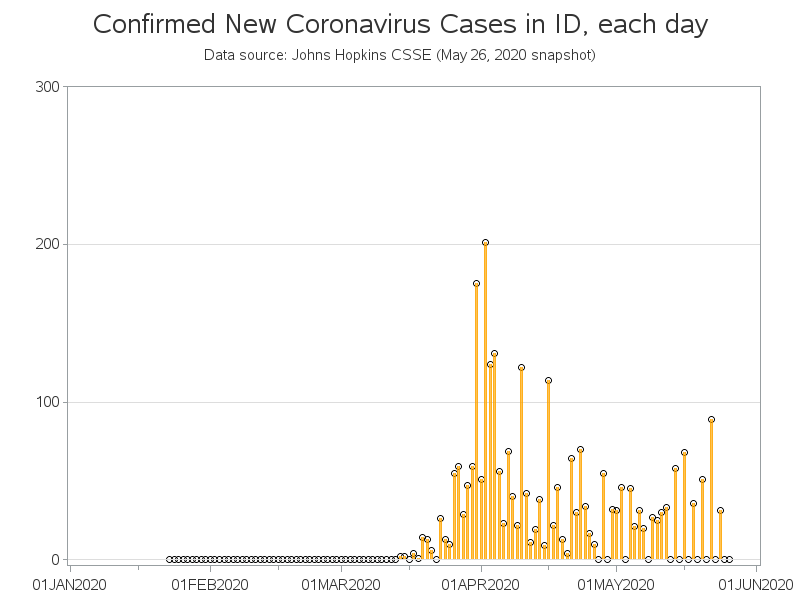 Confirmed New Coronavirus Cases in ID, each day
Data source: Johns Hopkins CSSE (May 26, 2020 snapshot)
300
200
100
0
01JAN2020 01FEB2020 01MAR2020 01APR2020 01MAY2020 01JUN2020